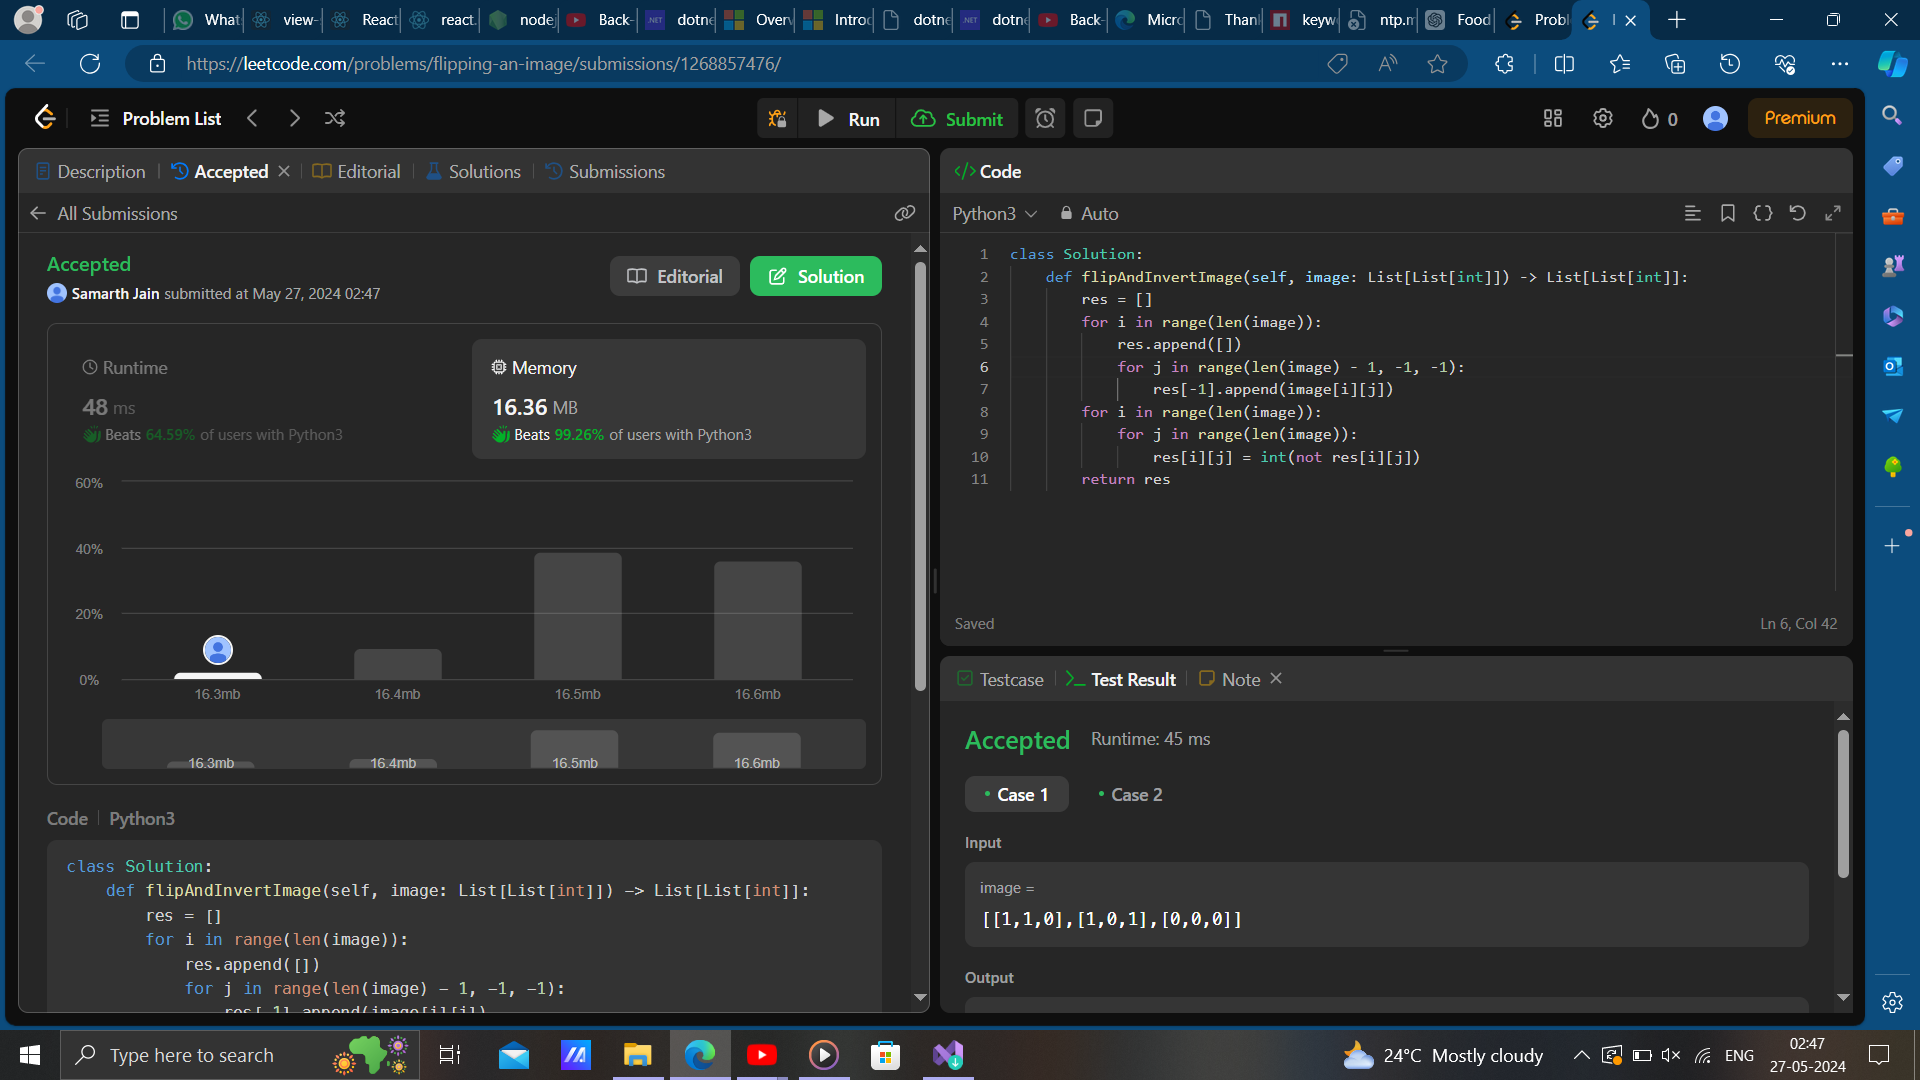 What
view-
React
react.
node
Back-
dotne
Over
Introd
dotne
dotne
Back-
Micro
Than
keyw
ntp.m
Food
Probl
https://leetcode.com/problems/flipping-an-image/submissions/1268857476/
Problem List
Run
Submit
0
Premium
Description
Accepted
Editorial
Solutions
Submissions
All Submissions
Accepted
Samarth Jain submitted at May 27, 2024 02:47
Editorial
Solution
Runtime
48 ms
Beats 64.59% of users with Python3
Memory
16.36 MB
Beats 99.26% of users with Python3
60%
40%
20%
0%
16.3mb
16.4mb
16.5mb
16.6mb
16.3mb
16.4mb
16.5mb
16.6mb
Code
Python3
class Solution:
def flipAndInvertImage(self, image: List[List[int]]) -> List[List[int]]:
res = []
for i in range(len(image)):
res.append([])
for j in range(len(image) - 1, -1, -1):
res[-1].append(image[i][j])
</> Code
Python3
Auto
1 class Solution:
2 def flipAndInvertImage(self, image: List[List[int]]) -> List[List[int]]:
3 res = []
4 for i in range(len(image)):
5 res.append([])
6 for j in range(len(image) - 1, -1, -1):
7 res[-1].append(image[i][j])
8 for i in range(len(image)):
9 for j in range(len(image)):
10 res[i][j] = int(not res[i][j])
11 return res
Saved
Ln 6, Col 42
Testcase
Test Result
Note
Accepted
Runtime: 45 ms
Case 1
Case 2
Input
image =
[[1,1,0],[1,0,1],[0,0,0]]
Output
Type here to search
24°C Mostly cloudy
ENG
02:47
27-05-2024